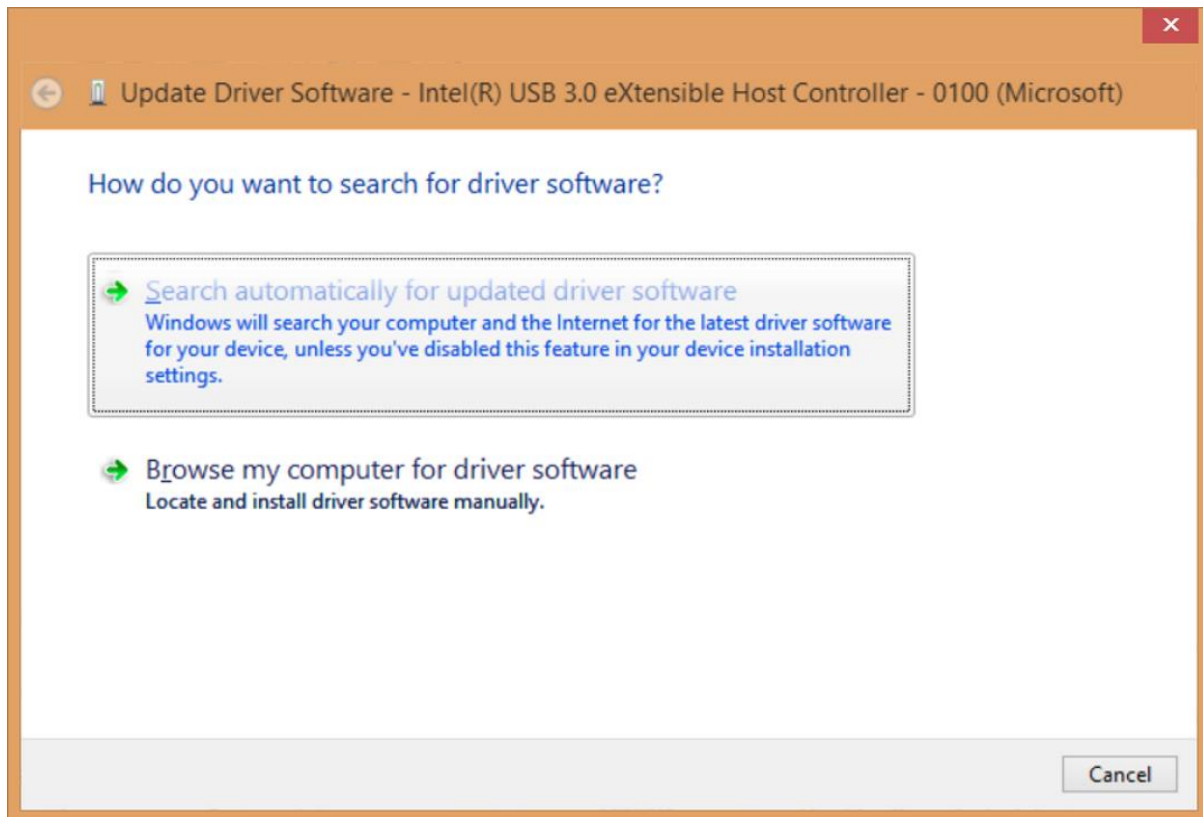 Update Driver Software - Intel(R) USB 3.0 eXtensible Host Controller - 0100 (Microsoft)
How do you want to search for driver software?
Search automatically for updated driver software
Windows will search your computer and the Internet for the latest driver software
for your device, unless you've disabled this feature in your device installation
settings.
Browse my computer for driver software
Locate and install driver software manually.
Cancel